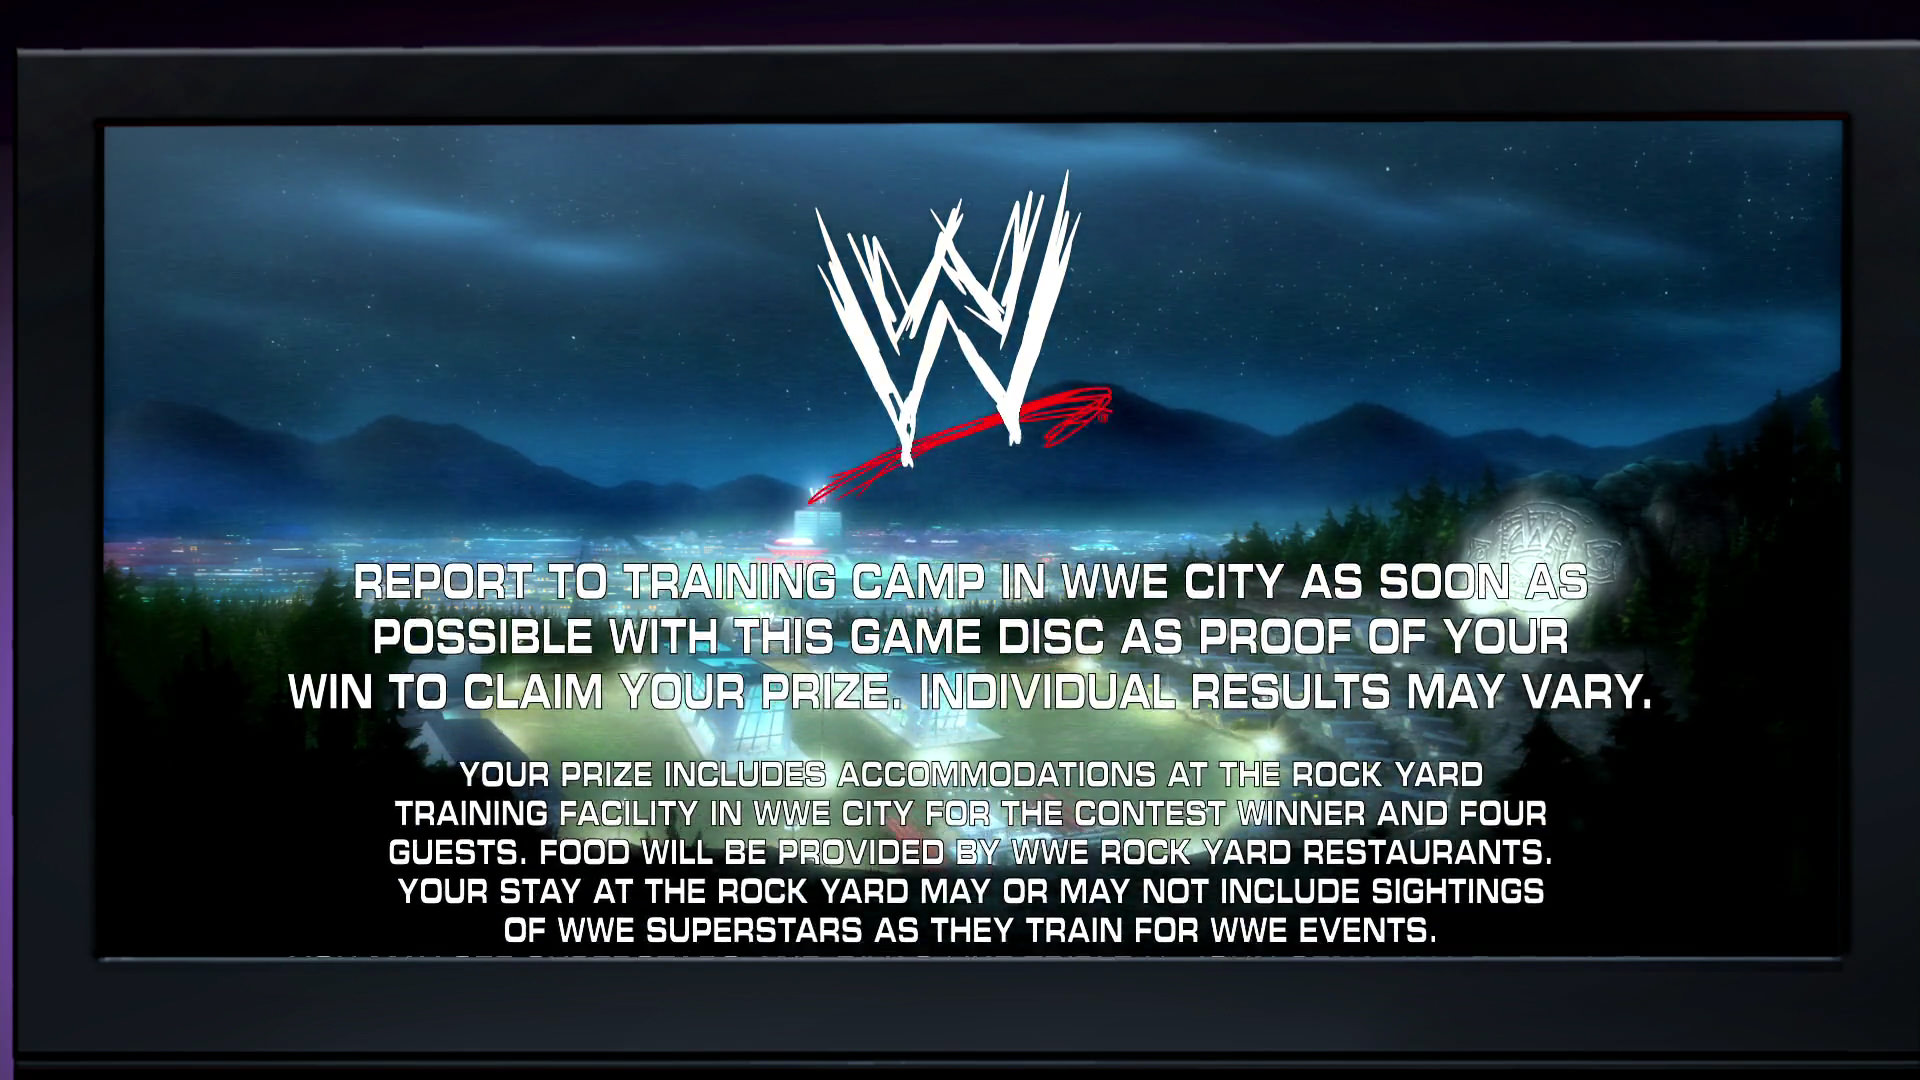 W
REPORT TO TRAINING CAMP IN WWE CITY AS SOON AS
POSSIBLE WITH THIS GAME DISC AS PROOF OF YOUR
WIN TO CLAIM YOUR PRIZE. INDIVIDUAL RESULTS MAY VARY.
YOUR PRIZE INCLUDES ACCOMMODATIONS AT THE ROCK YARD
TRAINING FACILITY IN WWE CITY FOR THE CONTEST WINNER AND FOUR
GUESTS. FOOD WILL BE PROVIDED BY WWE ROCK YARD RESTAURANTS.
YOUR STAY AT THE ROCK YARD MAY OR MAY NOT INCLUDE SIGHTINGS
OF WWE SUPERSTARS AS THEY TRAIN FOR WWE EVENTS.